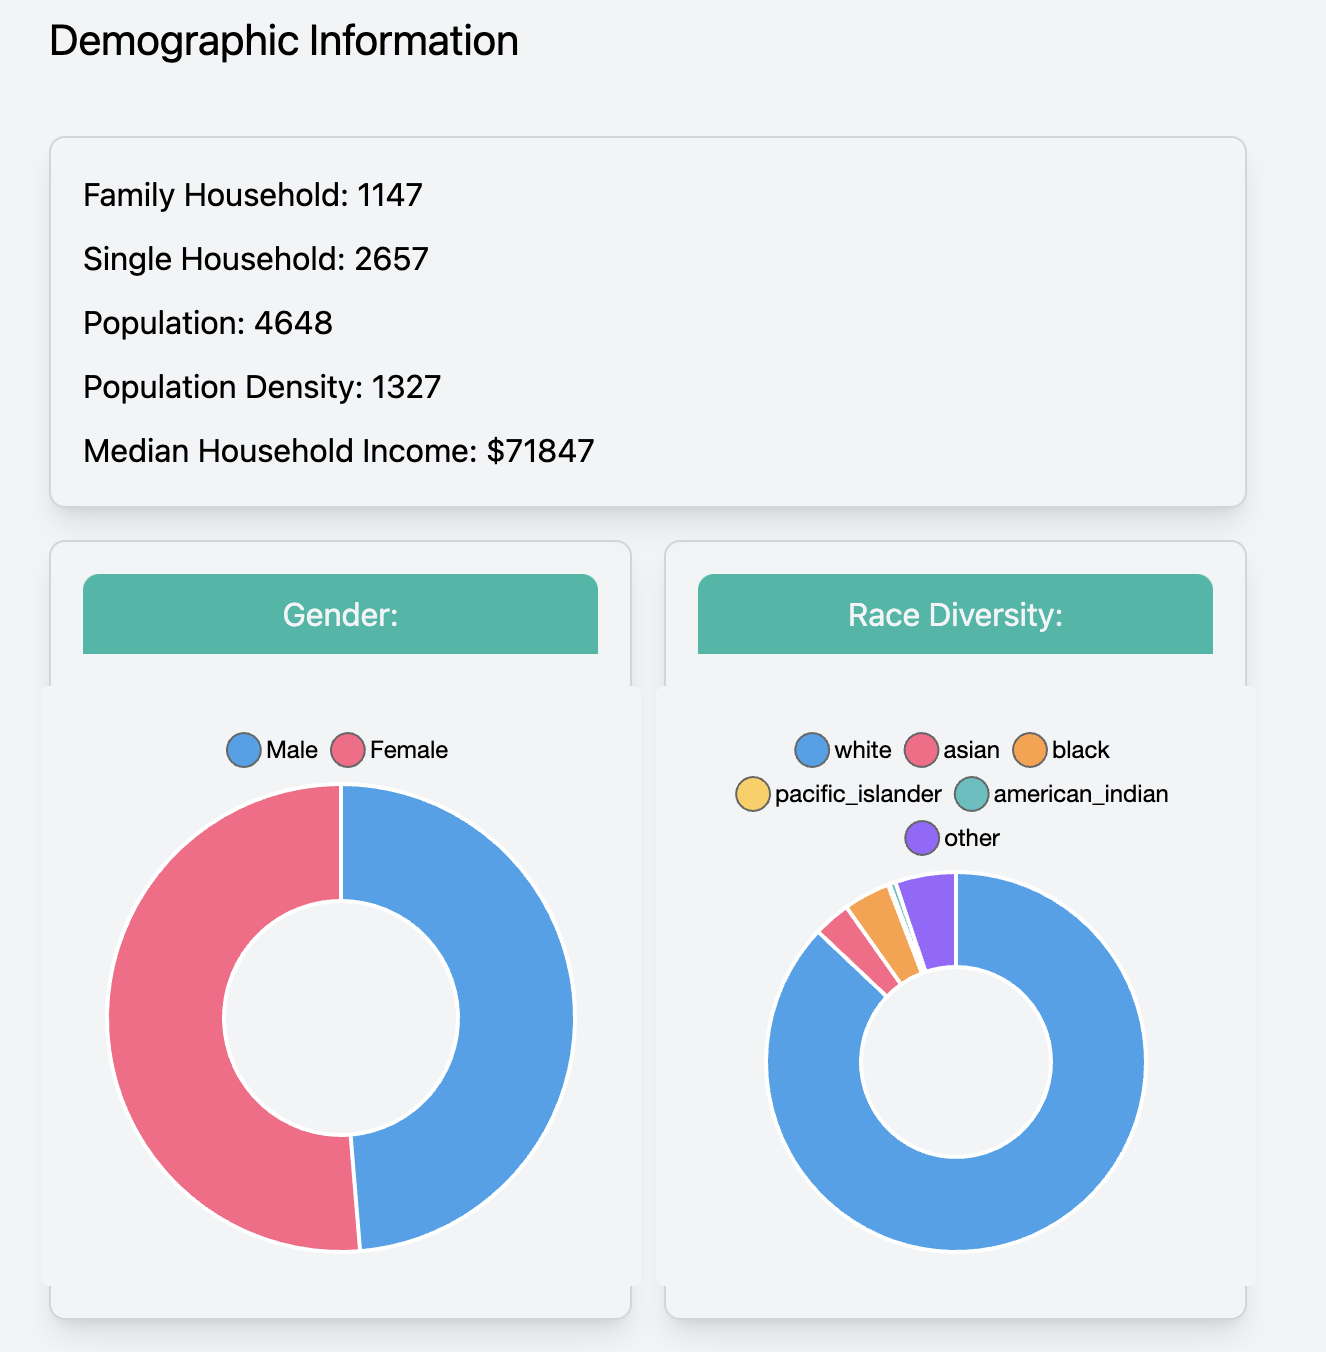 Demographic Information
Family Household: 1147
Single Household: 2657
Population: 4648
Population Density: 1327
Median Household Income: $71847
Gender:
Male Female
Race Diversity:
white asian black
pacific_islander american_indian
other